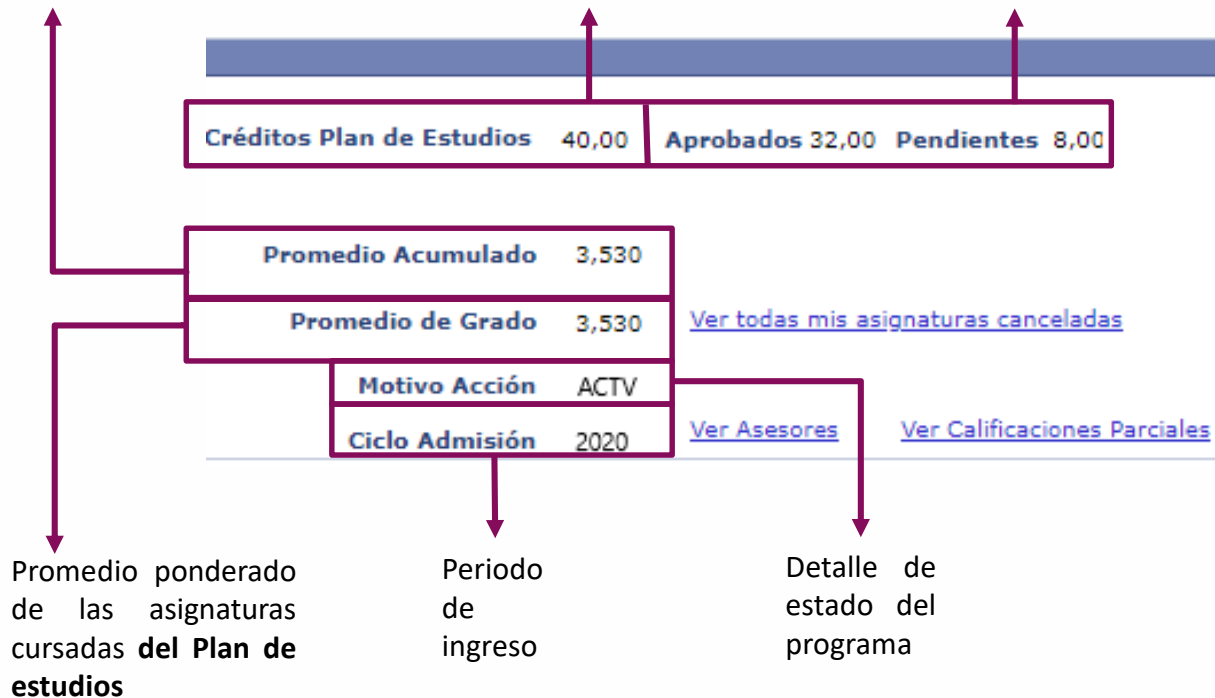 Créditos Plan de Estudios 40,00 Aprobados 32,00 Pendientes 8,00
Promedio Acumulado 3,530
Promedio de Grado 3,530 Ver todas mis asignaturas canceladas
Motivo Acción ACTV
Ciclo Admisión 2020 Ver Asesores Ver Calificaciones Parciales
Promedio ponderado
de las asignaturas
cursadas del Plan de
estudios
Periodo
de
ingreso
Detalle de
estado del
programa